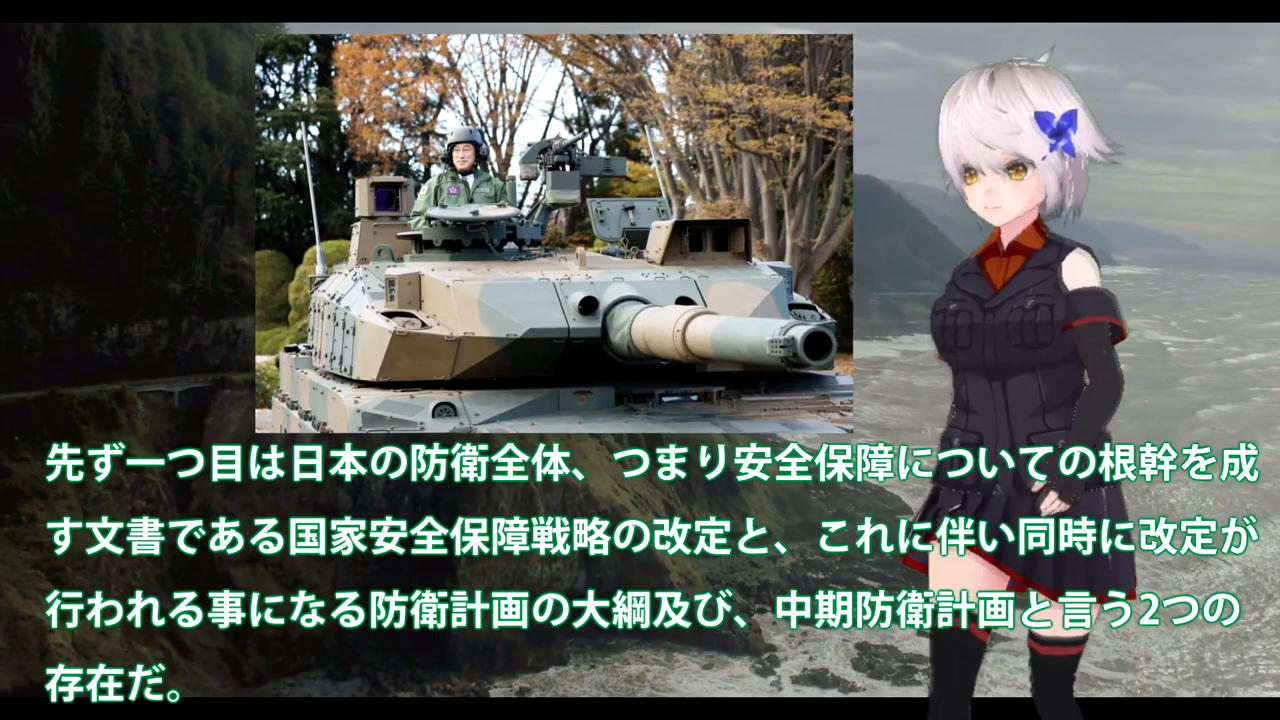 先ず一つ目は日本の防衛全体、つまり安全保障についての根幹を成
す文書である国家安全保障戦略の改定と、これに伴い同時に改定が
行われる事になる防衛計画の大綱及び、中期防衛計画と言う2つの
存在だ。